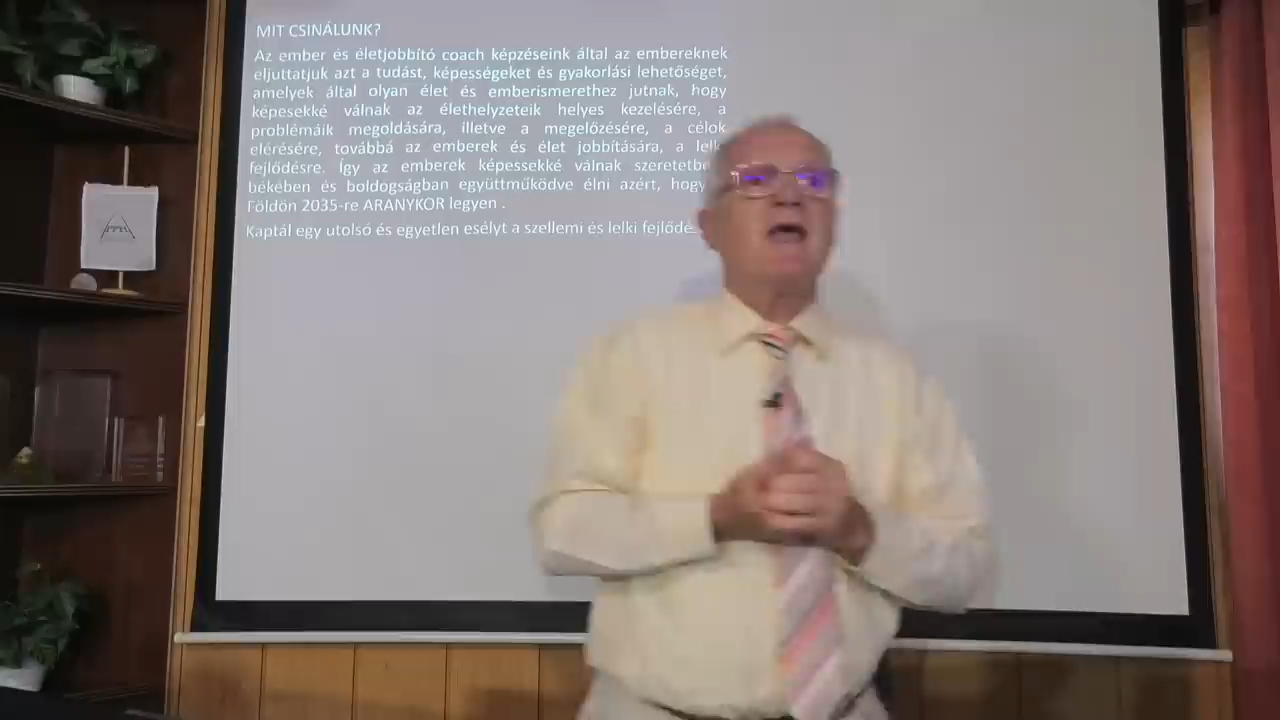 MIT CSINÁLUNK?
Az ember és életjobbító coach képzéseink által az embereknek
eljuttatjuk azt a tudást, képességeket és gyakorlási lehetőséget,
amelyek által olyan élet és emberismerethez jutnak, hogy
képesekké válnak az élethelyzeteik helyes kezelésére, a
problémáik megoldására, illetve a megelőzésére, a célok
elérésére, továbbá az emberek és élet jobbítására, a
fejlődésre. Így az emberek képessekké válnak
békében és boldogságban együttműködve élni azért, hogy
Földön 2035-re ARANYKOR legyen .
Kaptál egy utolsó és egyetlen esélyt a szellemi és lelki